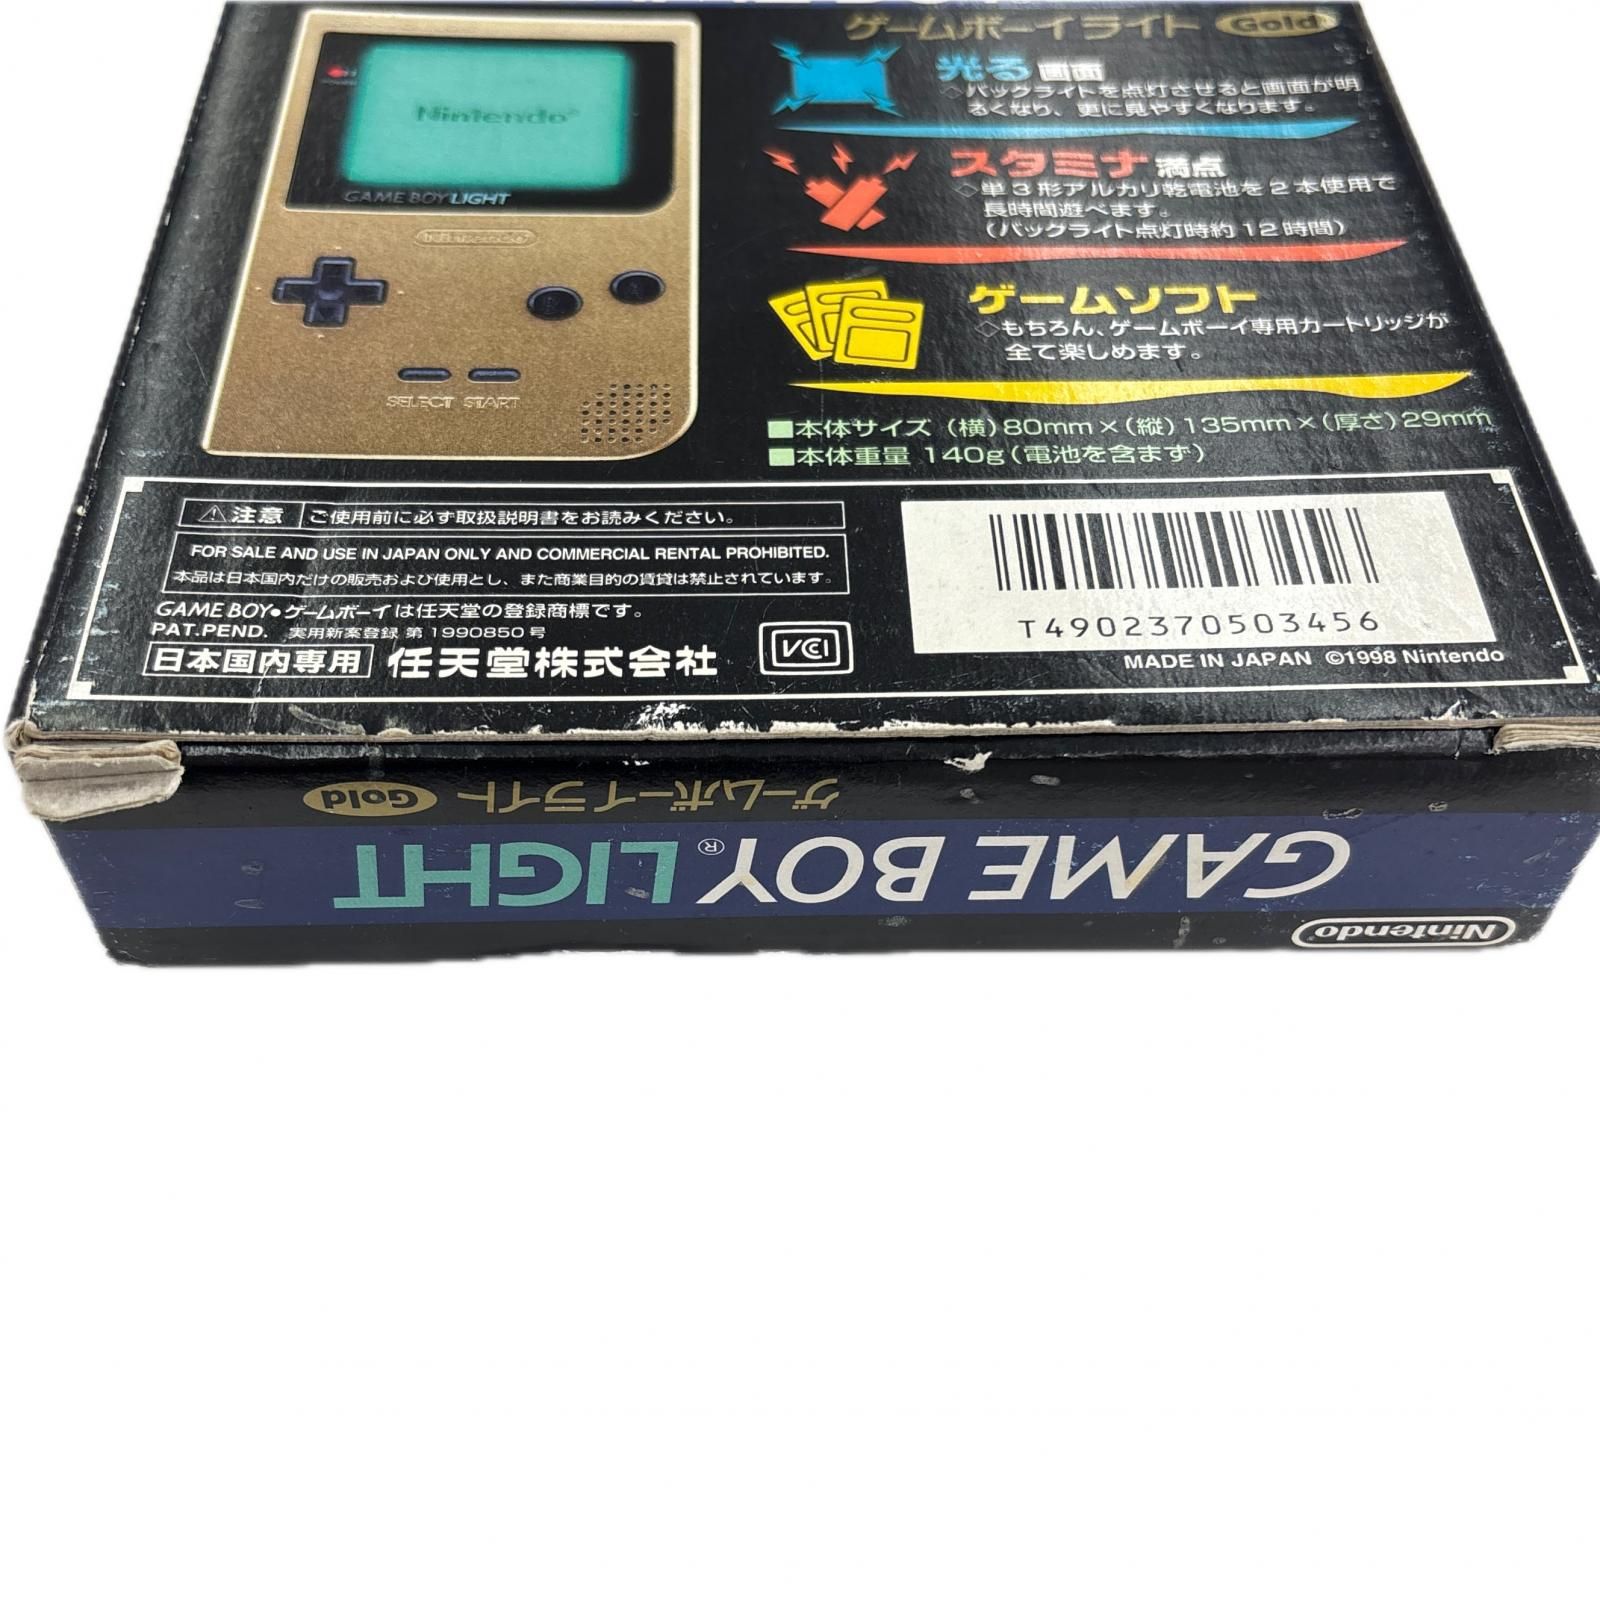 ゲームボーイライト Gold
光る画面
◇バックライトを点灯させると画面が明
るくなり、更に見やすくなります。
スタミナ満点
◇単3形アルカリ乾電池を2本使用で
長時間遊べます。
(バックライト点灯時約12時間)
ゲームソフト
◇もちろん、ゲームボーイ専用カートリッジが
全て楽しめます。
■本体サイズ (横)80mm×(縦)135mm×(厚さ)29mm
■本体重量 140g(電池を含まず)
Nintendo®
GAME BOY LIGHT
Nintendo
SELECT START
⚠注意 ご使用前に必ず取扱説明書をお読みください。
FOR SALE AND USE IN JAPAN ONLY AND COMMERCIAL RENTAL PROHIBITED.
本品は日本国内だけの販売および使用とし、また商業目的の賃貸は禁止されています。
GAME BOY•ゲームボーイは任天堂の登録商標です。
PAT.PEND. 実用新案登録 第1990850号
日本国内専用 任天堂株式会社
VCI
T4902370503456
MADE IN JAPAN ©1998 Nintendo
ゲームボーイライト Gold
GAME BOY® LIGHT
Nintendo®